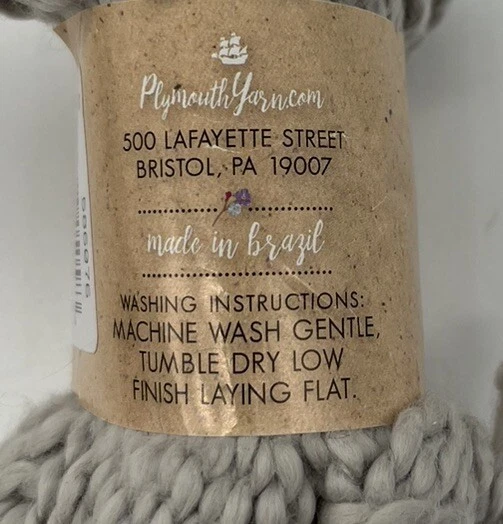 PlymouthYarn.com
500 LAFAYETTE STREET
BRISTOL, PA 19007
made in brazil
WASHING INSTRUCTIONS:
MACHINE WASH GENTLE,
TUMBLE DRY LOW
FINISH LAYING FLAT.